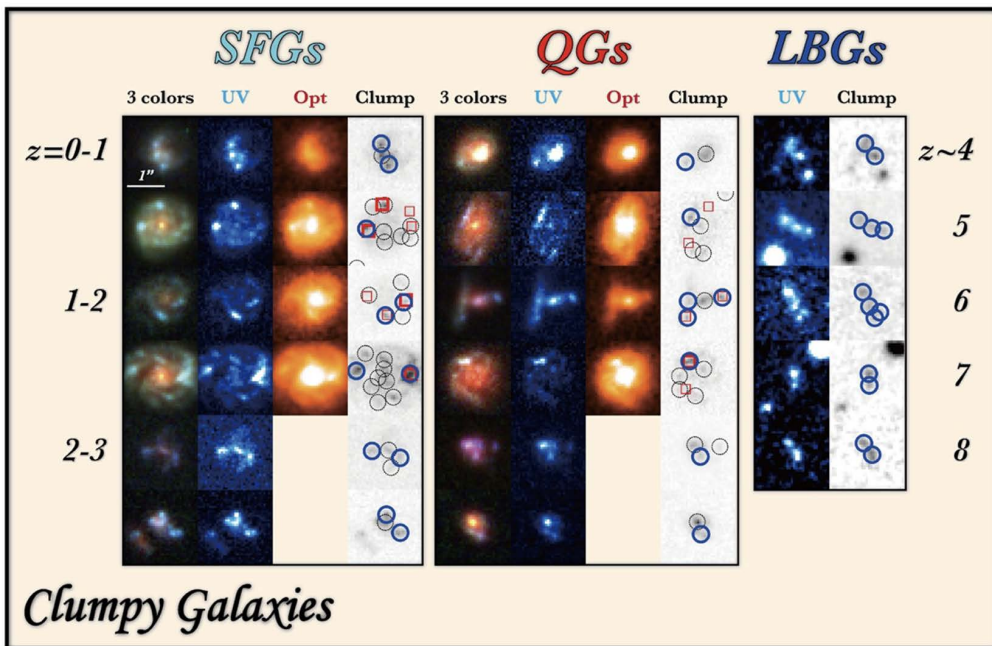 SFGs QGs LBGs
3 colors UV Opt Clump 3 colors UV Opt Clump UV Clump
z=0-1 z~4
1"
5
1-2 6
7
2-3 8
Clumpy Galaxies